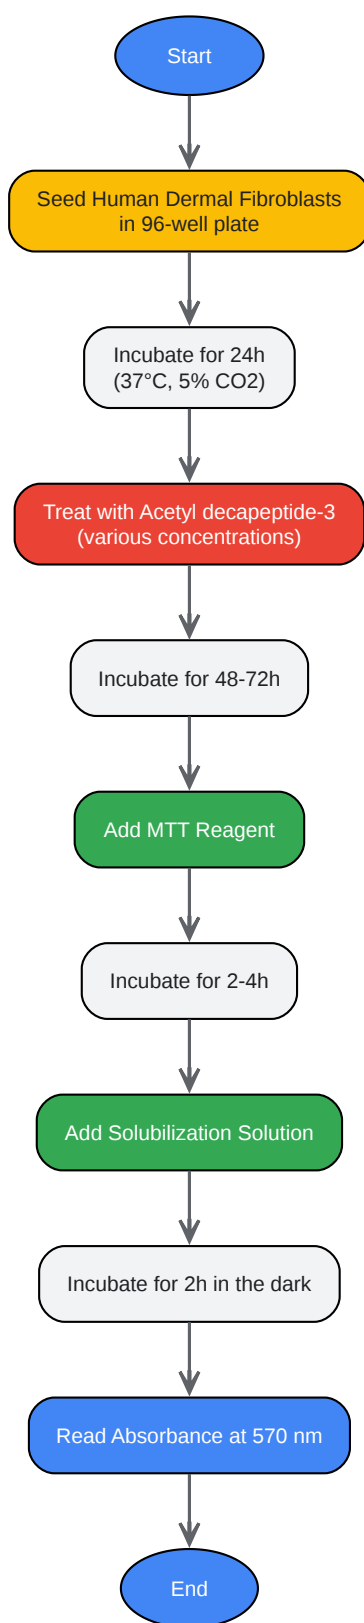 Start
Seed Human Dermal Fibroblasts
in 96-well plate
Incubate for 24h
(37°C, 5% CO2)
Treat with Acetyl decapeptide-3
(various concentrations)
Incubate for 48-72h
Add MTT Reagent
Incubate for 2-4h
Add Solubilization Solution
Incubate for 2h in the dark
Read Absorbance at 570 nm
End